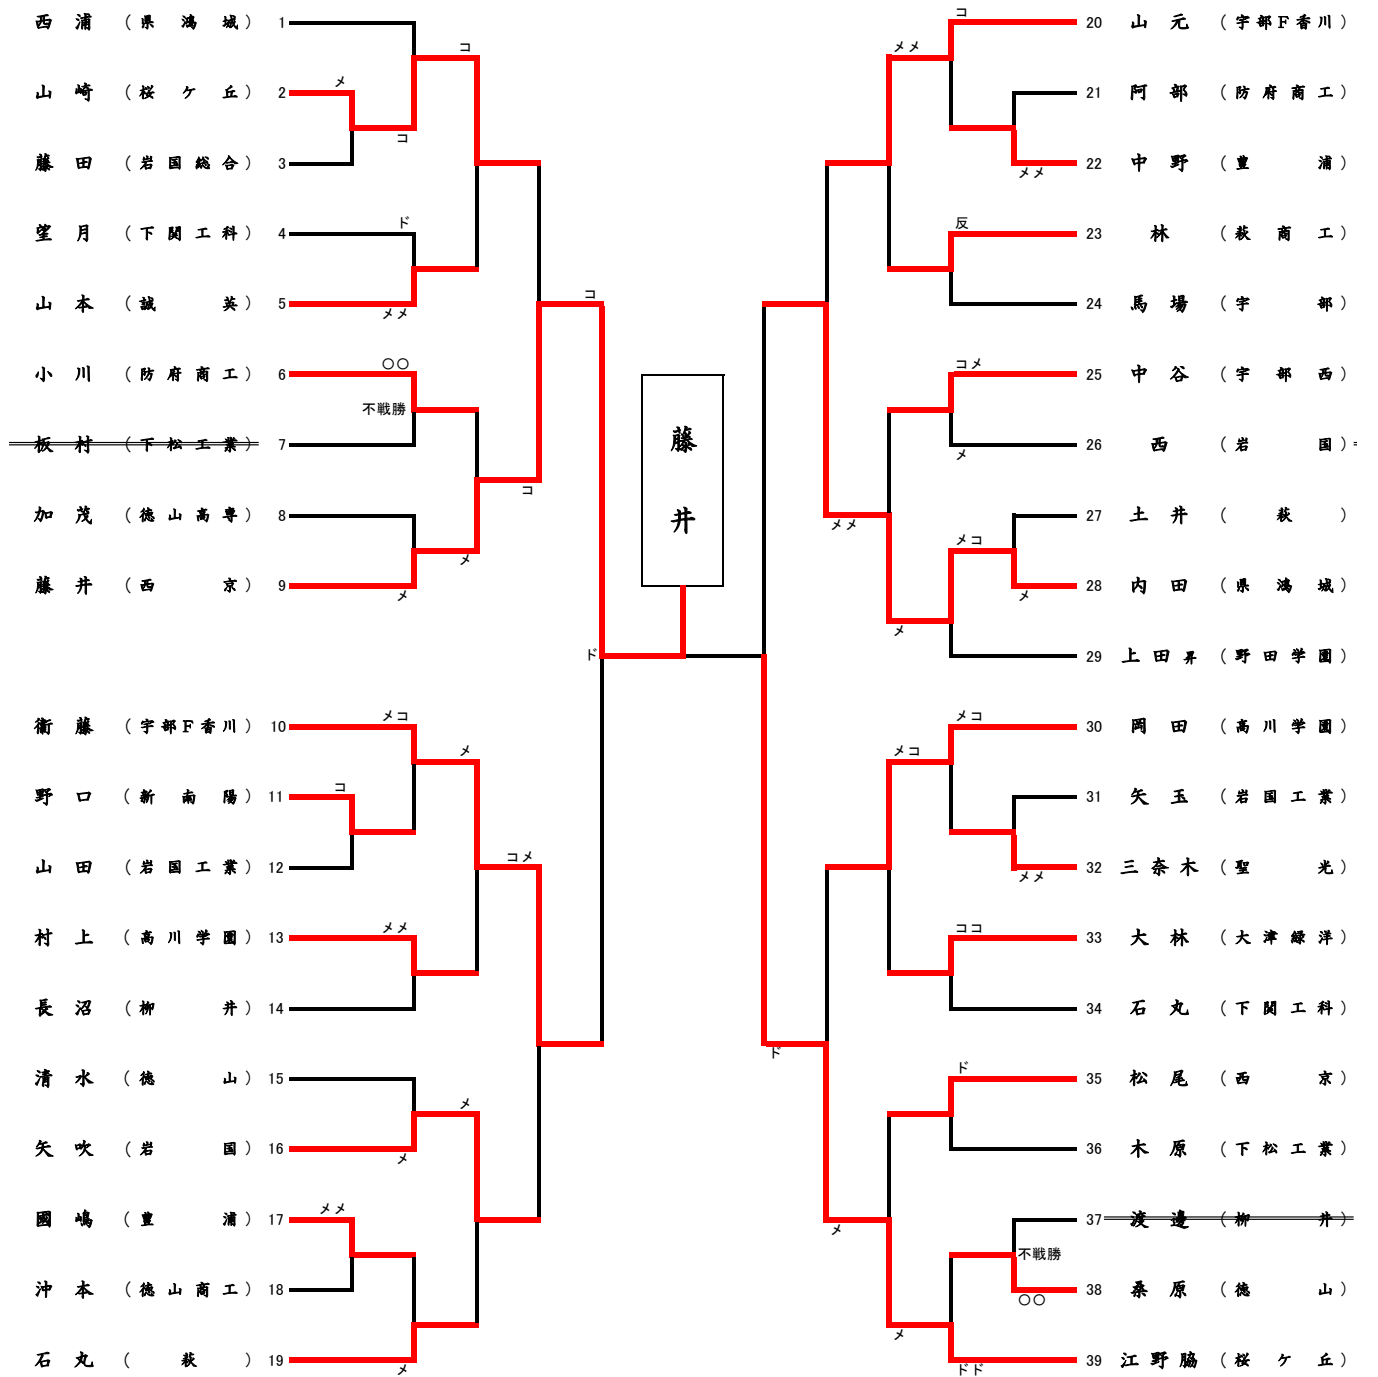 西浦 (県鴻城) 1
コ
山崎 (桜ケ丘) 2
メ
コ
藤田 (岩国総合) 3
望月 (下関工科) 4
ド
山本 (誠英) 5
メメ
コ
小川 (防府商工) 6
○○
不戦勝
板村 (下松工業) 7
コ
加茂 (徳山高専) 8
メ
藤井 (西京) 9
メ
ド
衞藤 (宇部F香川) 10
メコ
メ
野口 (新南陽) 11
コ
山田 (岩国工業) 12
コメ
村上 (高川学園) 13
メメ
長沼 (柳井) 14
清水 (徳山) 15
メ
矢吹 (岩国) 16
メ
國嶋 (豊浦) 17
メメ
沖本 (徳山商工) 18
石丸 (萩) 19
メ
藤井
コ
20 山元 (宇部F香川)
メメ
21 阿部 (防府商工)
22 中野 (豊浦)
メメ
反
23 林 (萩商工)
24 馬場 (宇部)
コメ
25 中谷 (宇部西)
26 西 (岩国)
メ
27 土井 (萩)
メメ
メコ
28 内田 (県鴻城)
メ
メ
29 上田昇 (野田学園)
メコ
30 岡田 (高川学園)
メコ
31 矢玉 (岩国工業)
32 三奈木 (聖光)
メメ
ココ
33 大林 (大津緑洋)
34 石丸 (下関工科)
ド
ド
35 松尾 (西京)
36 木原 (下松工業)
37 渡邊 (柳井)
メ
不戦勝
38 桑原 (徳山)
○○
メ
39 江野脇 (桜ケ丘)
ドド